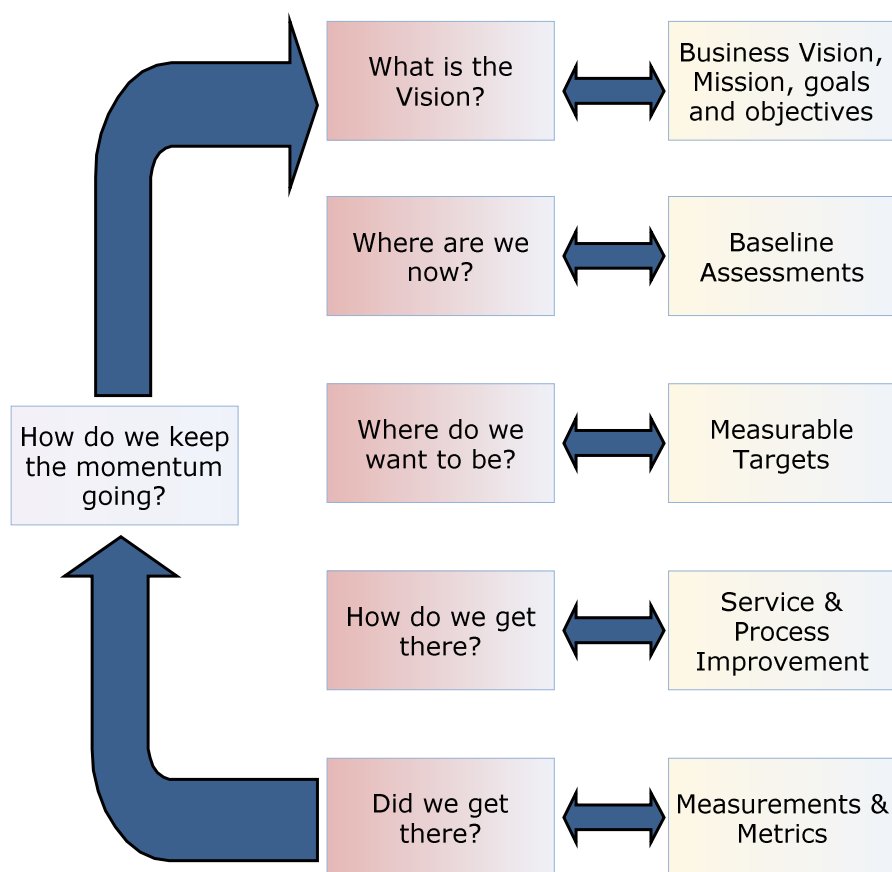 What is the
Vision?
Business Vision,
Mission, goals
and objectives
Where are we
now?
Baseline
Assessments
How do we keep
the momentum
going?
Where do we
want to be?
Measurable
Targets
How do we get
there?
Service &
Process
Improvement
Did we get
there?
Measurements &
Metrics